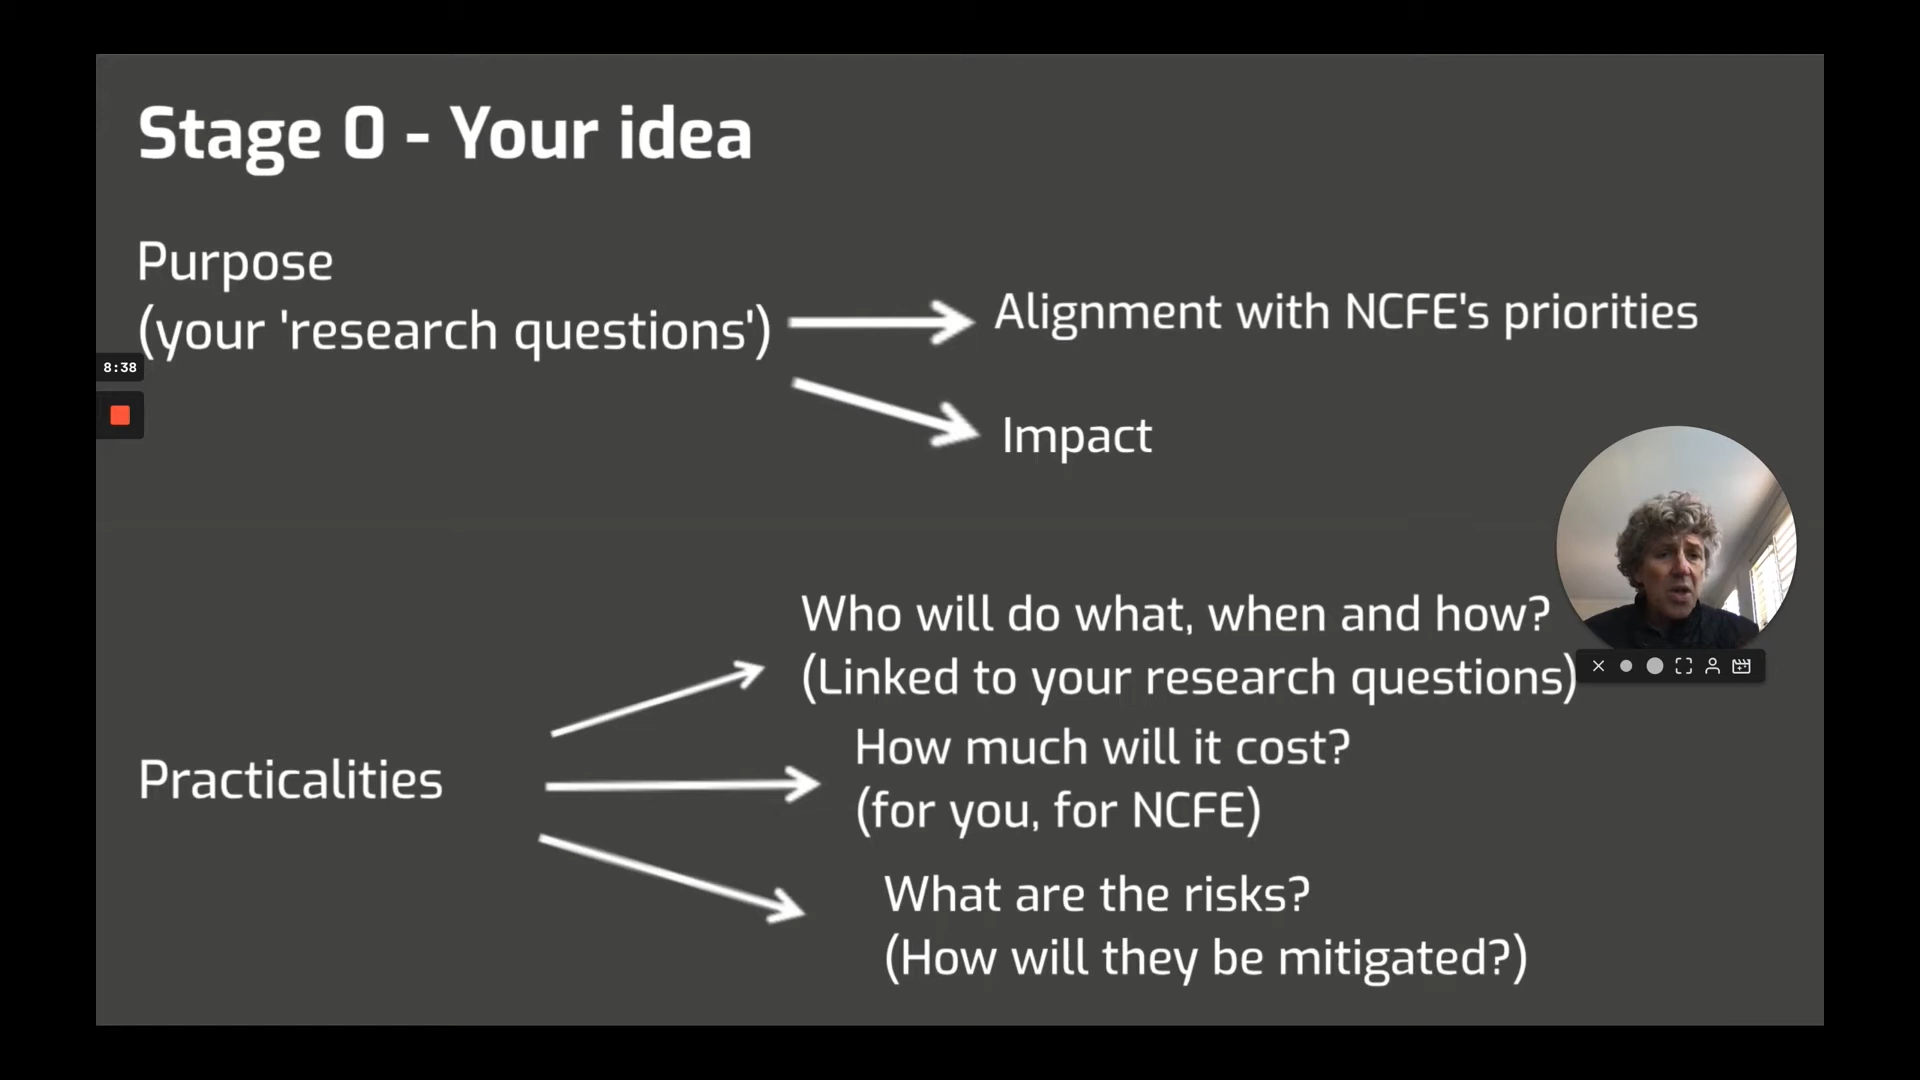 Stage 0 - Your idea
Purpose
(your 'research questions')
Alignment with NCFE's priorities
Impact
8:38
Who will do what, when and how?
(Linked to your research questions)
Practicalities
How much will it cost?
(for you, for NCFE)
What are the risks?
(How will they be mitigated?)